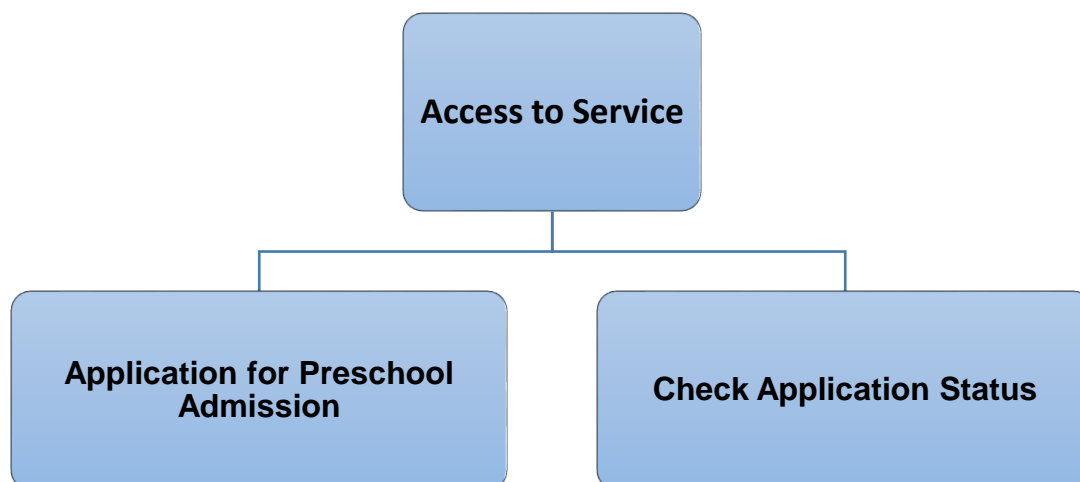 Access to Service
Application for Preschool
Admission
Check Application Status